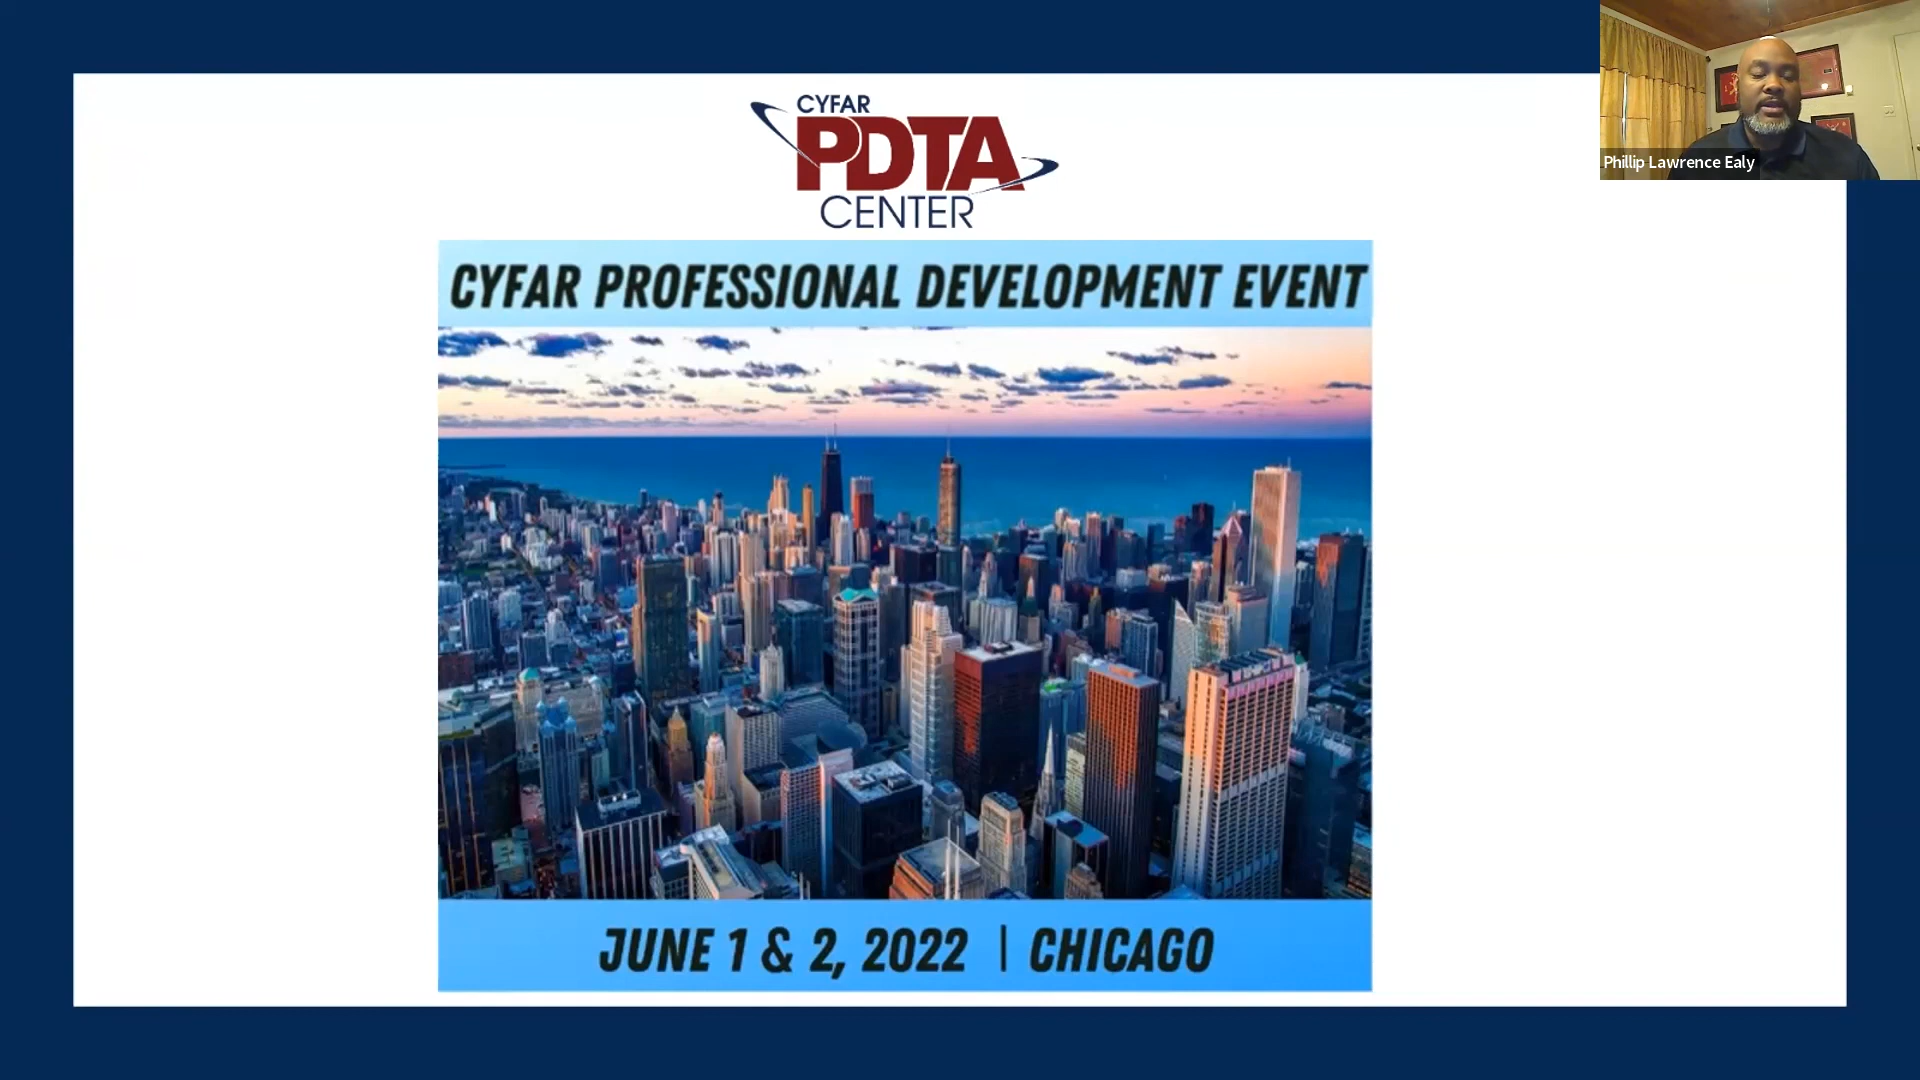 CYFAR
PDTA
CENTER
CYFAR PROFESSIONAL DEVELOPMENT EVENT
JUNE 1 & 2, 2022 | CHICAGO
Phillip Lawrence Ealy